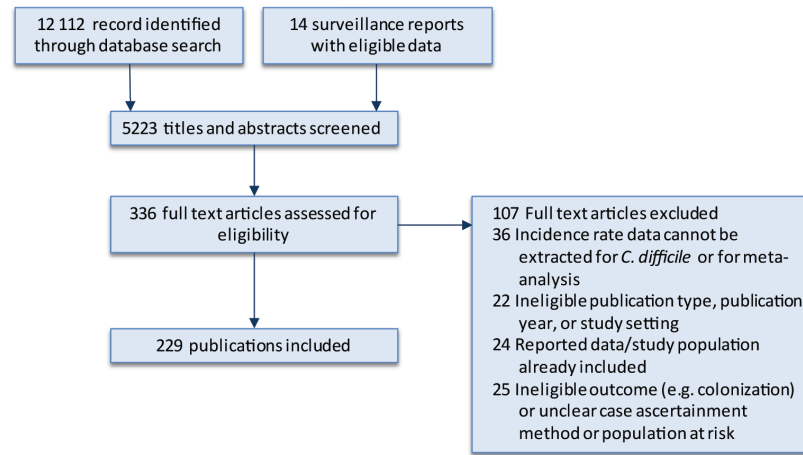 12 112 record identified
through database search
14 surveillance reports
with eligible data
5223 titles and abstracts screened
336 full text articles assessed for
eligibility
107 Full text articles excluded
36 Incidence rate data cannot be
extracted for C. difficile or for meta-
analysis
22 Ineligible publication type, publication
year, or study setting
24 Reported data/study population
already included
25 Ineligible outcome (e.g. colonization)
or unclear case ascertainment
method or population at risk
229 publications included